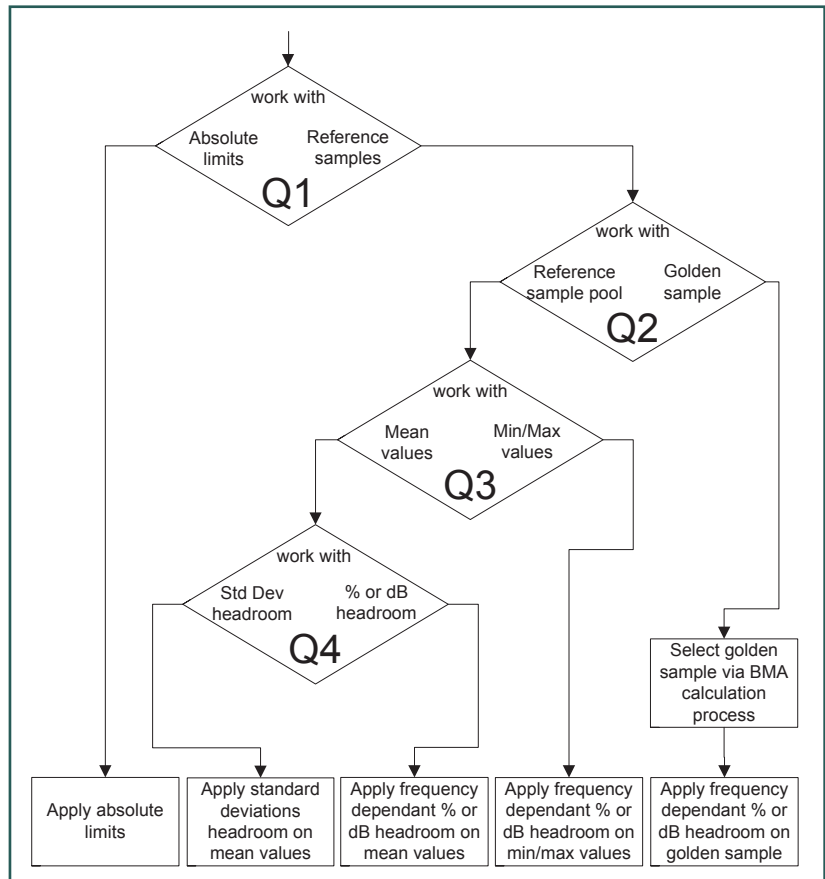 work with
Absolute
limits
Reference
samples
Q1
work with
Reference
sample pool
Golden
sample
Q2
work with
Mean
values
Min/Max
values
Q3
work with
Std Dev
headroom
% or dB
headroom
Q4
Select golden
sample via BMA
calculation
process
Apply absolute
limits
Apply standard
deviations
headroom on
mean values
Apply frequency
dependant % or
dB headroom on
mean values
Apply frequency
dependant % or
dB headroom on
min/max values
Apply frequency
dependant % or
dB headroom on
golden sample